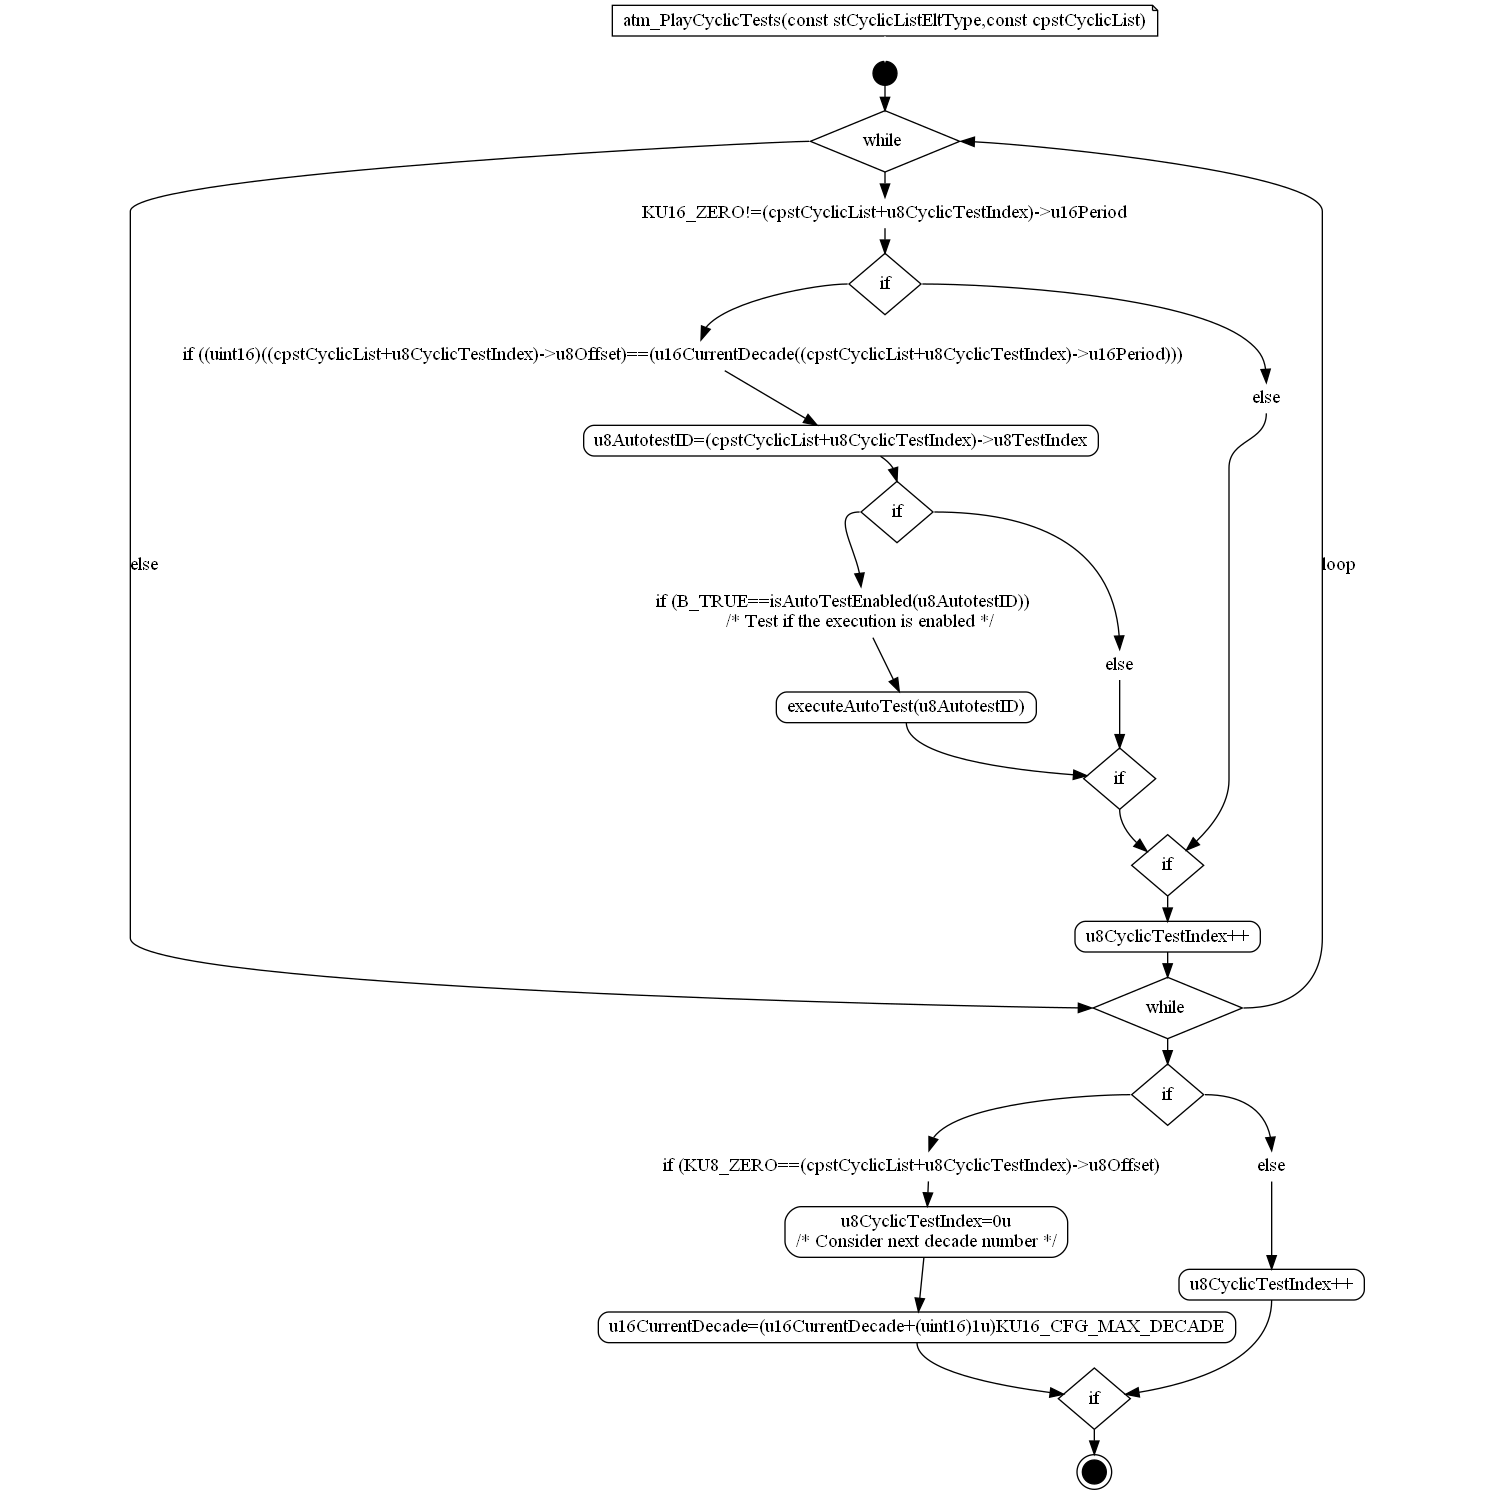 atm_PlayCyclicTests(const stCyclicListEltType,const cpstCyclicList)
while
KU16_ZERO!=(cpstCyclicList+u8CyclicTestIndex)->u16Period
if
if ((uint16)((cpstCyclicList+u8CyclicTestIndex)->u8Offset)==(u16CurrentDecade((cpstCyclicList+u8CyclicTestIndex)->u16Period)))
else
u8AutotestID=(cpstCyclicList+u8CyclicTestIndex)->u8TestIndex
if
else
loop
if (B_TRUE==isAutoTestEnabled(u8AutotestID))
/* Test if the execution is enabled */
else
executeAutoTest(u8AutotestID)
if
if
u8CyclicTestIndex++
while
if
if (KU8_ZERO==(cpstCyclicList+u8CyclicTestIndex)->u8Offset)
else
u8CyclicTestIndex=0u
/* Consider next decade number */
u8CyclicTestIndex++
u16CurrentDecade=(u16CurrentDecade+(uint16)1u)KU16_CFG_MAX_DECADE
if